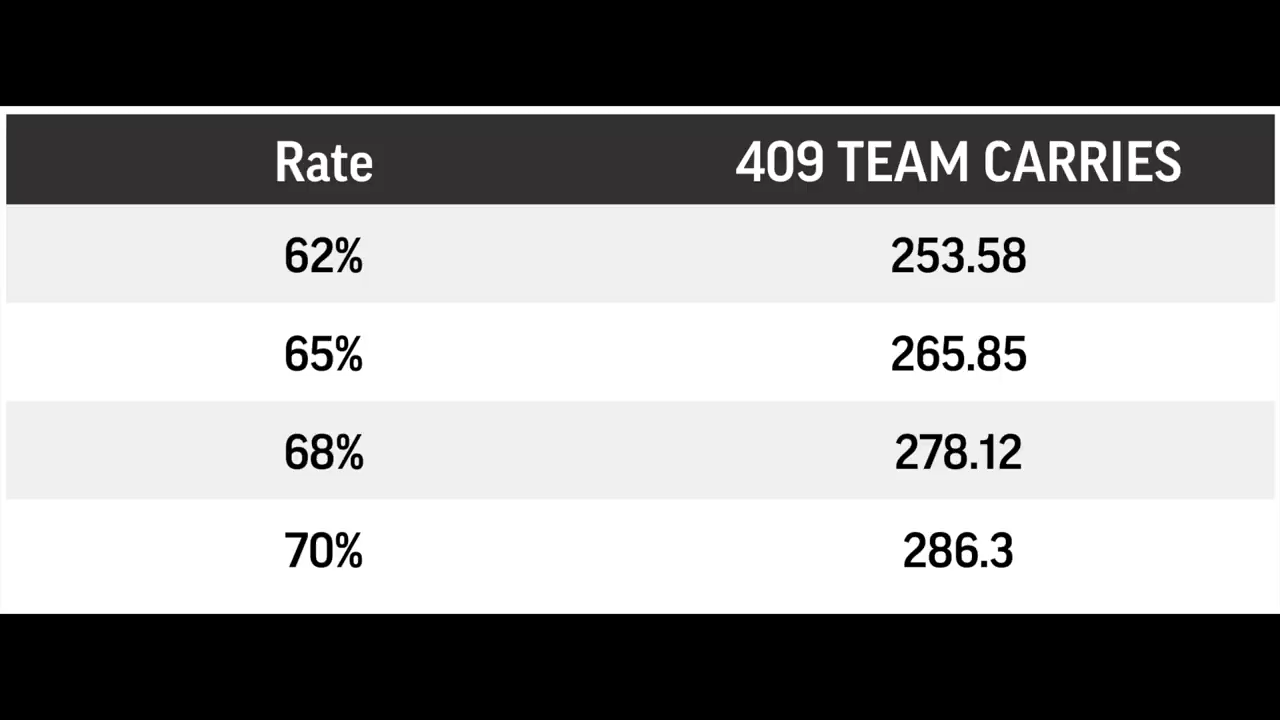 Rate 409 TEAM CARRIES
62% 253.58
65% 265.85
68% 278.12
70% 286.3